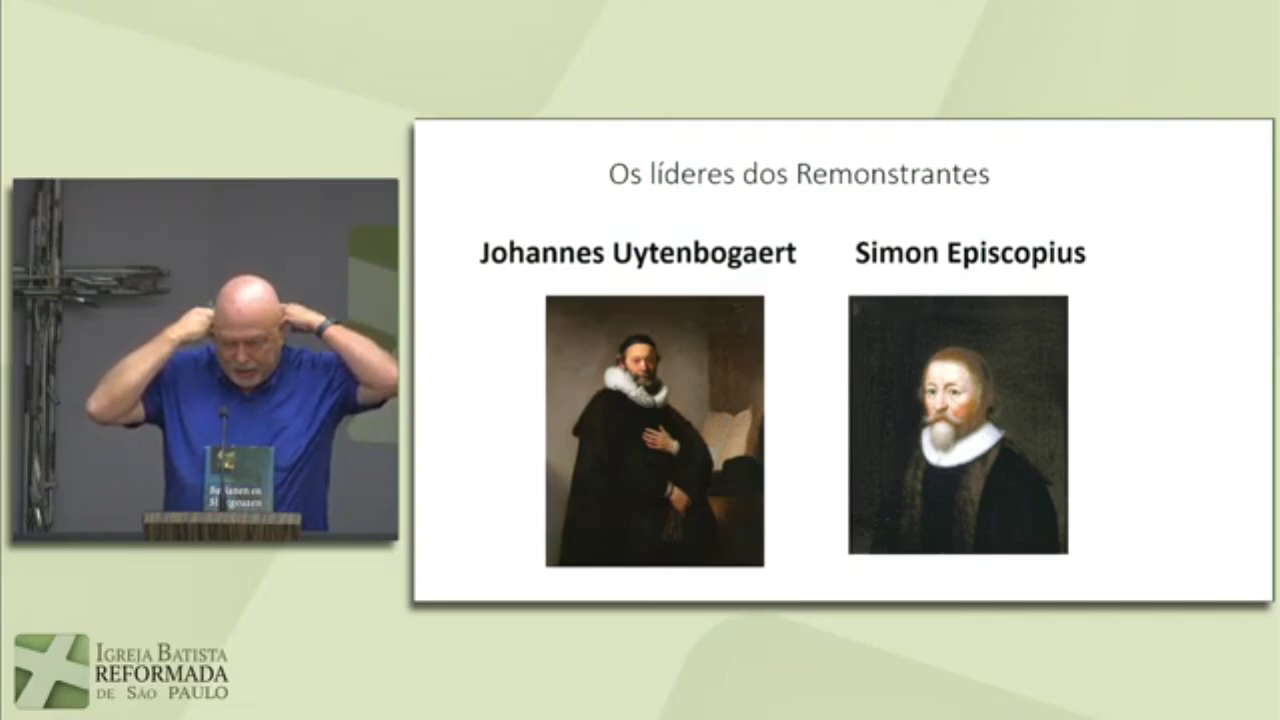 Os líderes dos Remonstrantes
Johannes Uytenbogaert
Simon Episcopius
IGREJA BATISTA
REFORMADA
DE SÃO PAULO